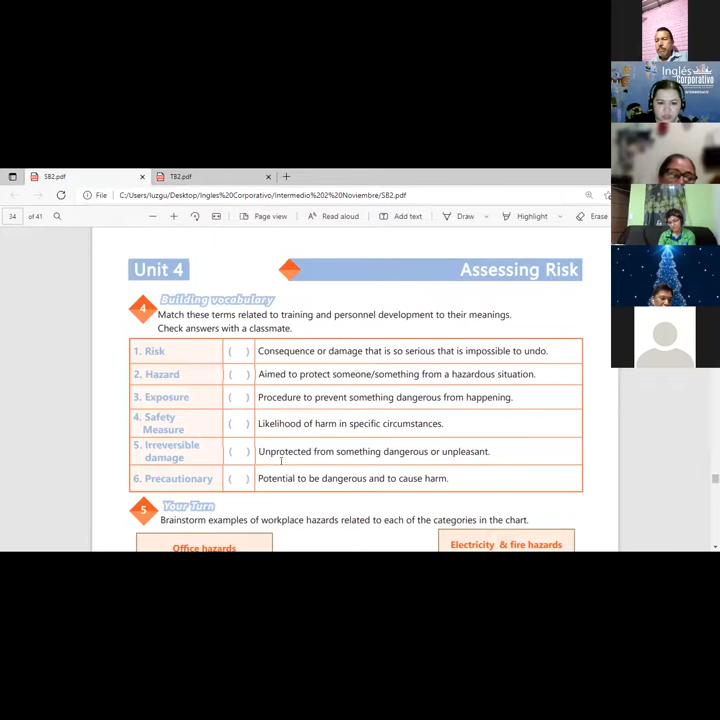 SB2.pdf
TB2.pdf
File
C:/Users/luzgu/Desktop/Ingles%20Corporativo/Intermedio%202%20Noviembre/SB2.pdf
34 of 41
Page view
Read aloud
Add text
Draw
Highlight
Erase
Inglés
Corporativo
Unit 4
Assessing Risk
4
Building vocabulary
Match these terms related to training and personnel development to their meanings.
Check answers with a classmate.
1. Risk ( ) Consequence or damage that is so serious that is impossible to undo.
2. Hazard ( ) Aimed to protect someone/something from a hazardous situation.
3. Exposure ( ) Procedure to prevent something dangerous from happening.
4. Safety
Measure ( ) Likelihood of harm in specific circumstances.
5. Irreversible
damage ( ) Unprotected from something dangerous or unpleasant.
6. Precautionary ( ) Potential to be dangerous and to cause harm.
5
Your Turn
Brainstorm examples of workplace hazards related to each of the categories in the chart.
Office hazards
Electricity & fire hazards